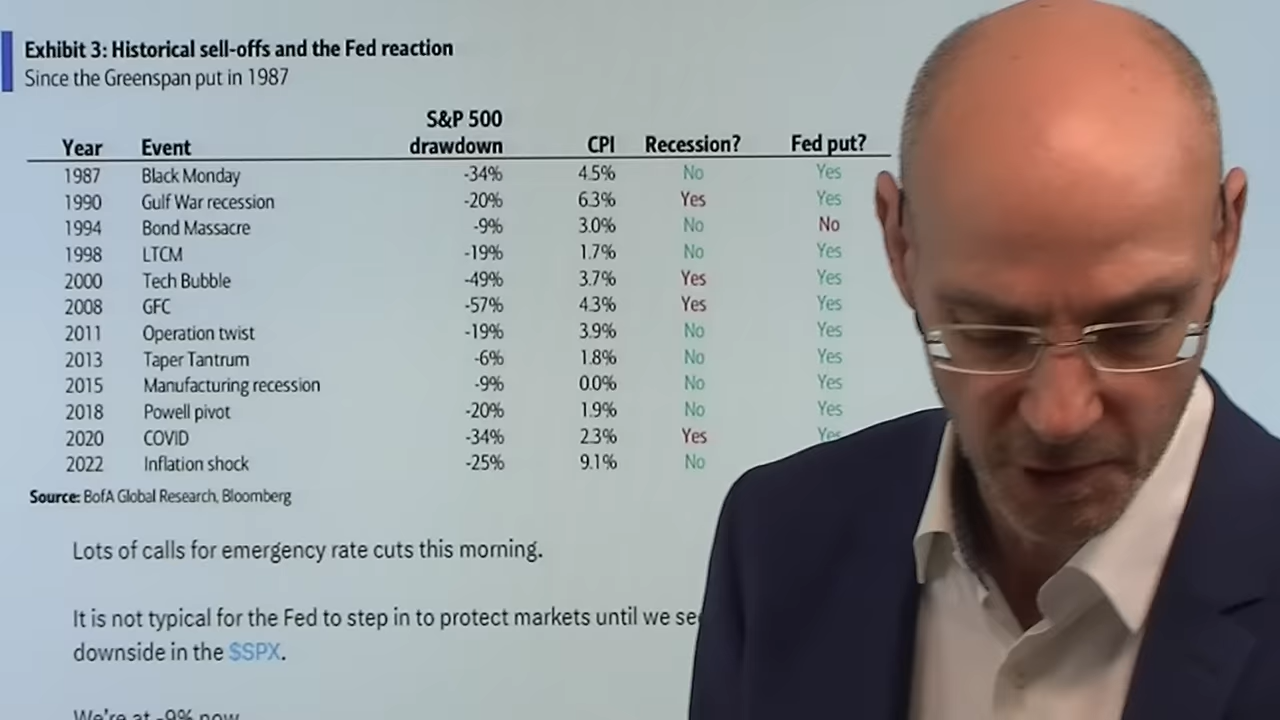 Exhibit 3: Historical sell-offs and the Fed reaction
Since the Greenspan put in 1987
S&P 500
Year Event drawdown CPI Recession? Fed put?
1987 Black Monday -34% 4.5% No Yes
1990 Gulf War recession -20% 6.3% Yes Yes
1994 Bond Massacre -9% 3.0% No No
1998 LTCM -19% 1.7% No Yes
2000 Tech Bubble -49% 3.7% Yes Yes
2008 GFC -57% 4.3% Yes Yes
2011 Operation twist -19% 3.9% No Yes
2013 Taper Tantrum -6% 1.8% No Yes
2015 Manufacturing recession -9% 0.0% No Yes
2018 Powell pivot -20% 1.9% No Yes
2020 COVID -34% 2.3% Yes Yes
2022 Inflation shock -25% 9.1% No
Source: BofA Global Research, Bloomberg
Lots of calls for emergency rate cuts this morning.
It is not typical for the Fed to step in to protect markets until we
downside in the $SPX.
We're at -9% now